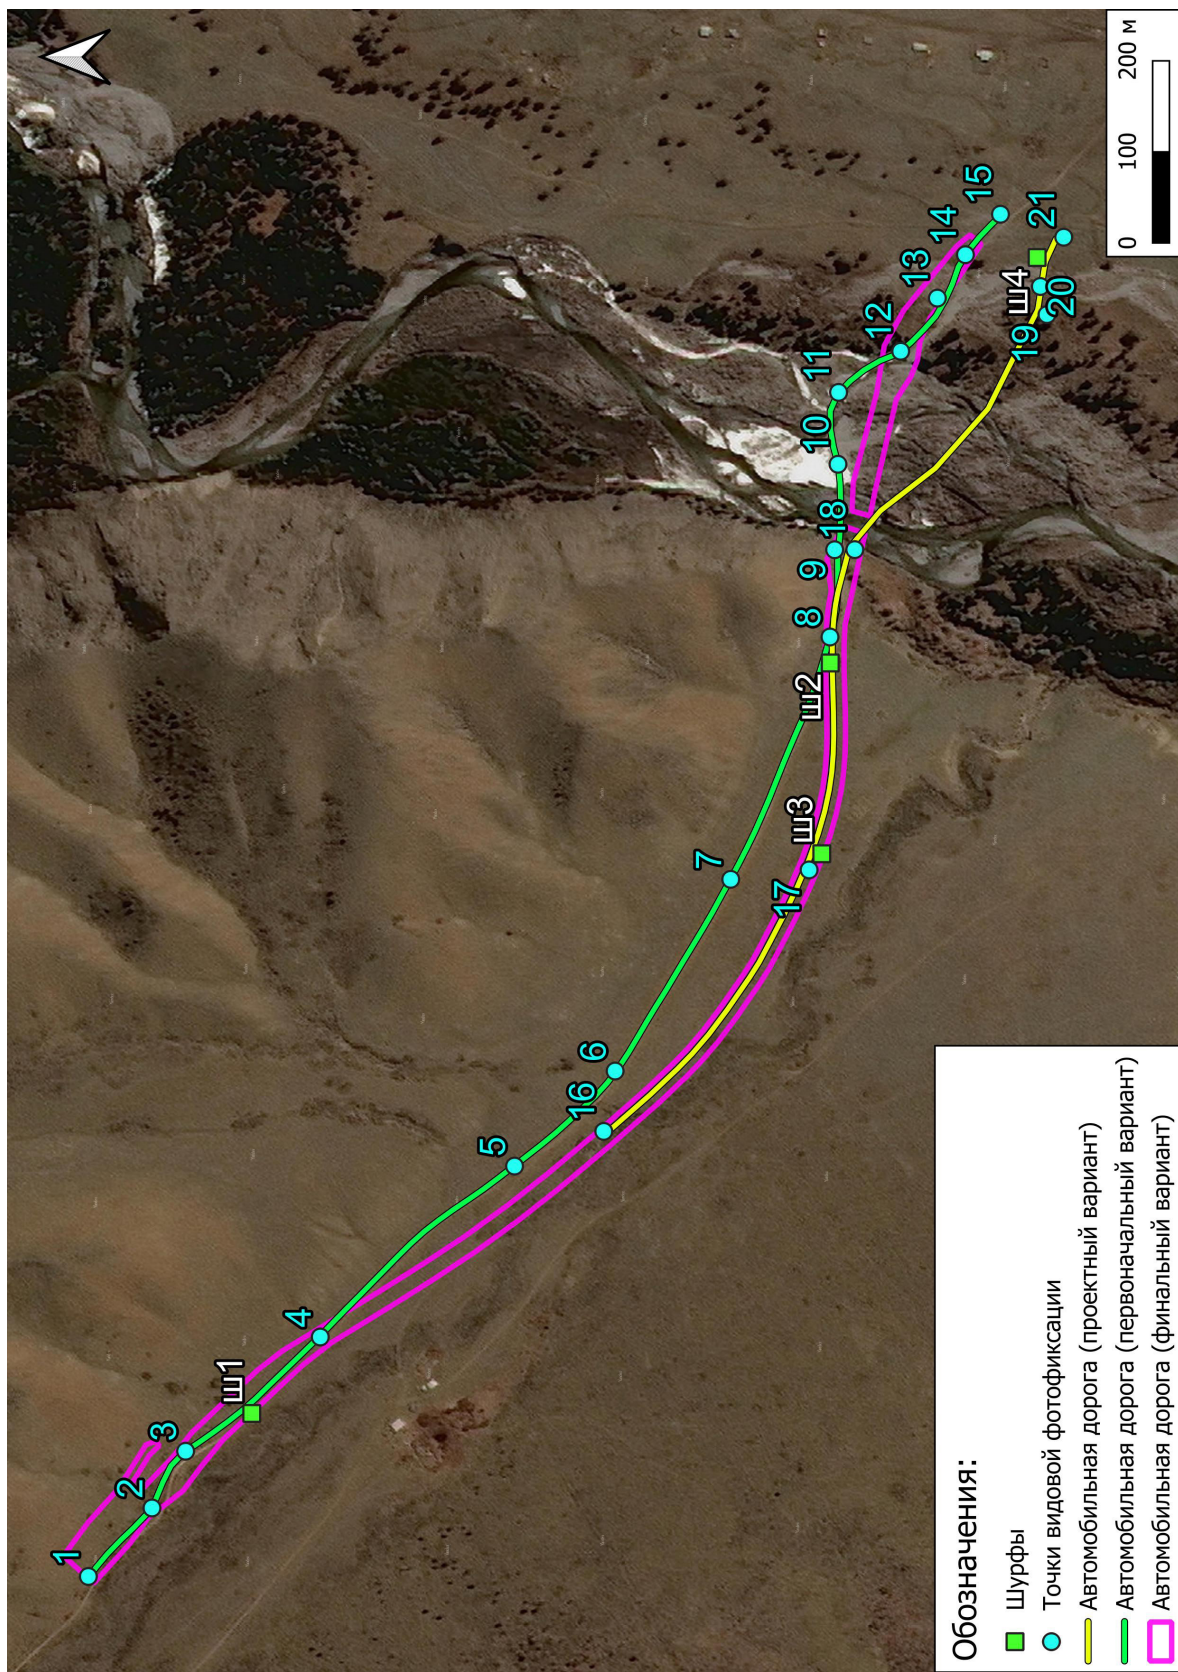 1
2
3
ш1
4
5
16
6
7
17
ш3
ш2
8
9
18
10
11
12
13
14
15
19
20
ш4
21
Обозначения:
Шурфы
Точки видовой фотофиксации
Автомобильная дорога (проектный вариант)
Автомобильная дорога (первоначальный вариант)
Автомобильная дорога (финальный вариант)
0 100 200 м